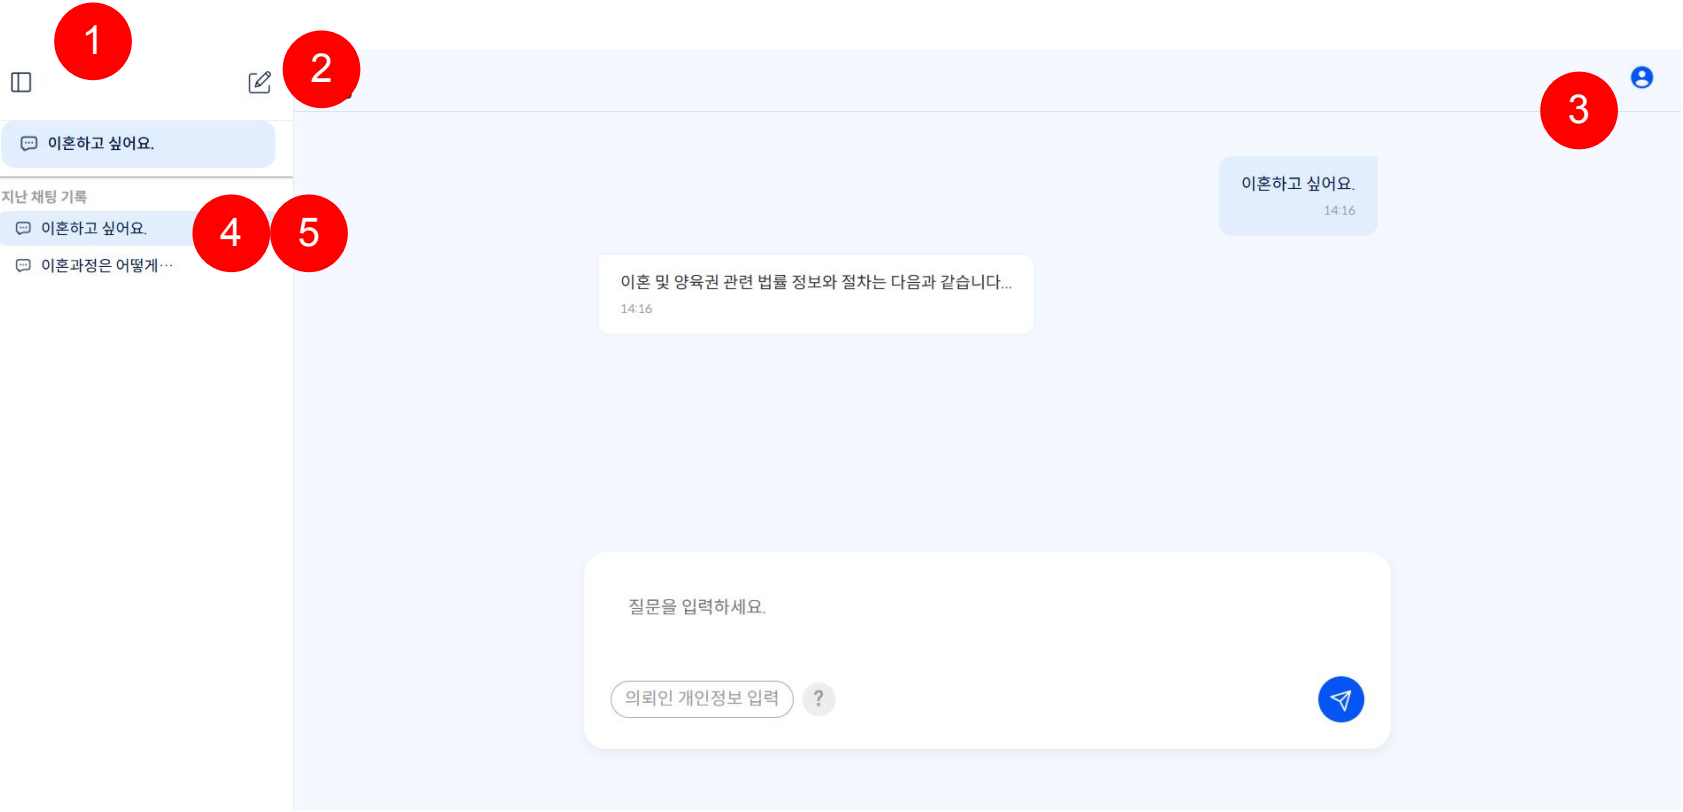 1
2
3
이혼하고 싶어요.
지난 채팅 기록
이혼하고 싶어요.
4
5
이혼과정은 어떻게…
이혼하고 싶어요.
14:16
이혼 및 양육권 관련 법률 정보와 절차는 다음과 같습니다...
14:16
질문을 입력하세요.
의뢰인 개인정보 입력
?